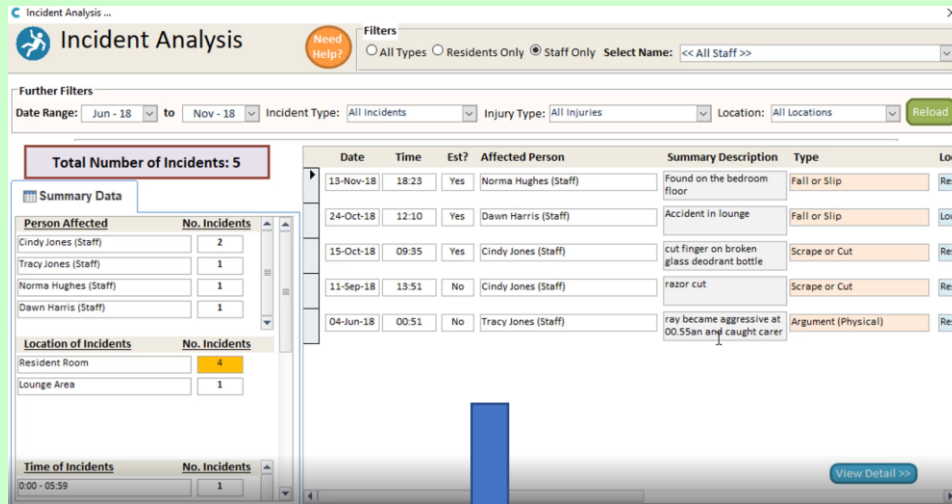 Incident Analysis ...
Incident Analysis
Need
Help?
Filters
All Types Residents Only Staff Only Select Name: << All Staff >>
Further Filters
Date Range: Jun - 18 to Nov - 18 Incident Type: All Incidents Injury Type: All Injuries Location: All Locations Reload
Total Number of Incidents: 5
Summary Data
Person Affected No. Incidents
Cindy Jones (Staff) 2
Tracy Jones (Staff) 1
Norma Hughes (Staff) 1
Dawn Harris (Staff) 1
Location of Incidents No. Incidents
Resident Room 4
Lounge Area 1
Time of Incidents No. Incidents
0:00 - 05:59 1
Date Time Est? Affected Person Summary Description Type Lo
13-Nov-18 18:23 Yes Norma Hughes (Staff) Found on the bedroom Fall or Slip Re
floor
24-Oct-18 12:10 Yes Dawn Harris (Staff) Accident in lounge Fall or Slip Lo
15-Oct-18 09:35 Yes Cindy Jones (Staff) cut finger on broken Scrape or Cut Re
glass deodrant bottle
11-Sep-18 13:51 No Cindy Jones (Staff) razor cut Scrape or Cut Re
04-Jun-18 00:51 No Tracy Jones (Staff) ray became aggressive at Argument (Physical) Re
00.55an and caught carer
View Detail >>